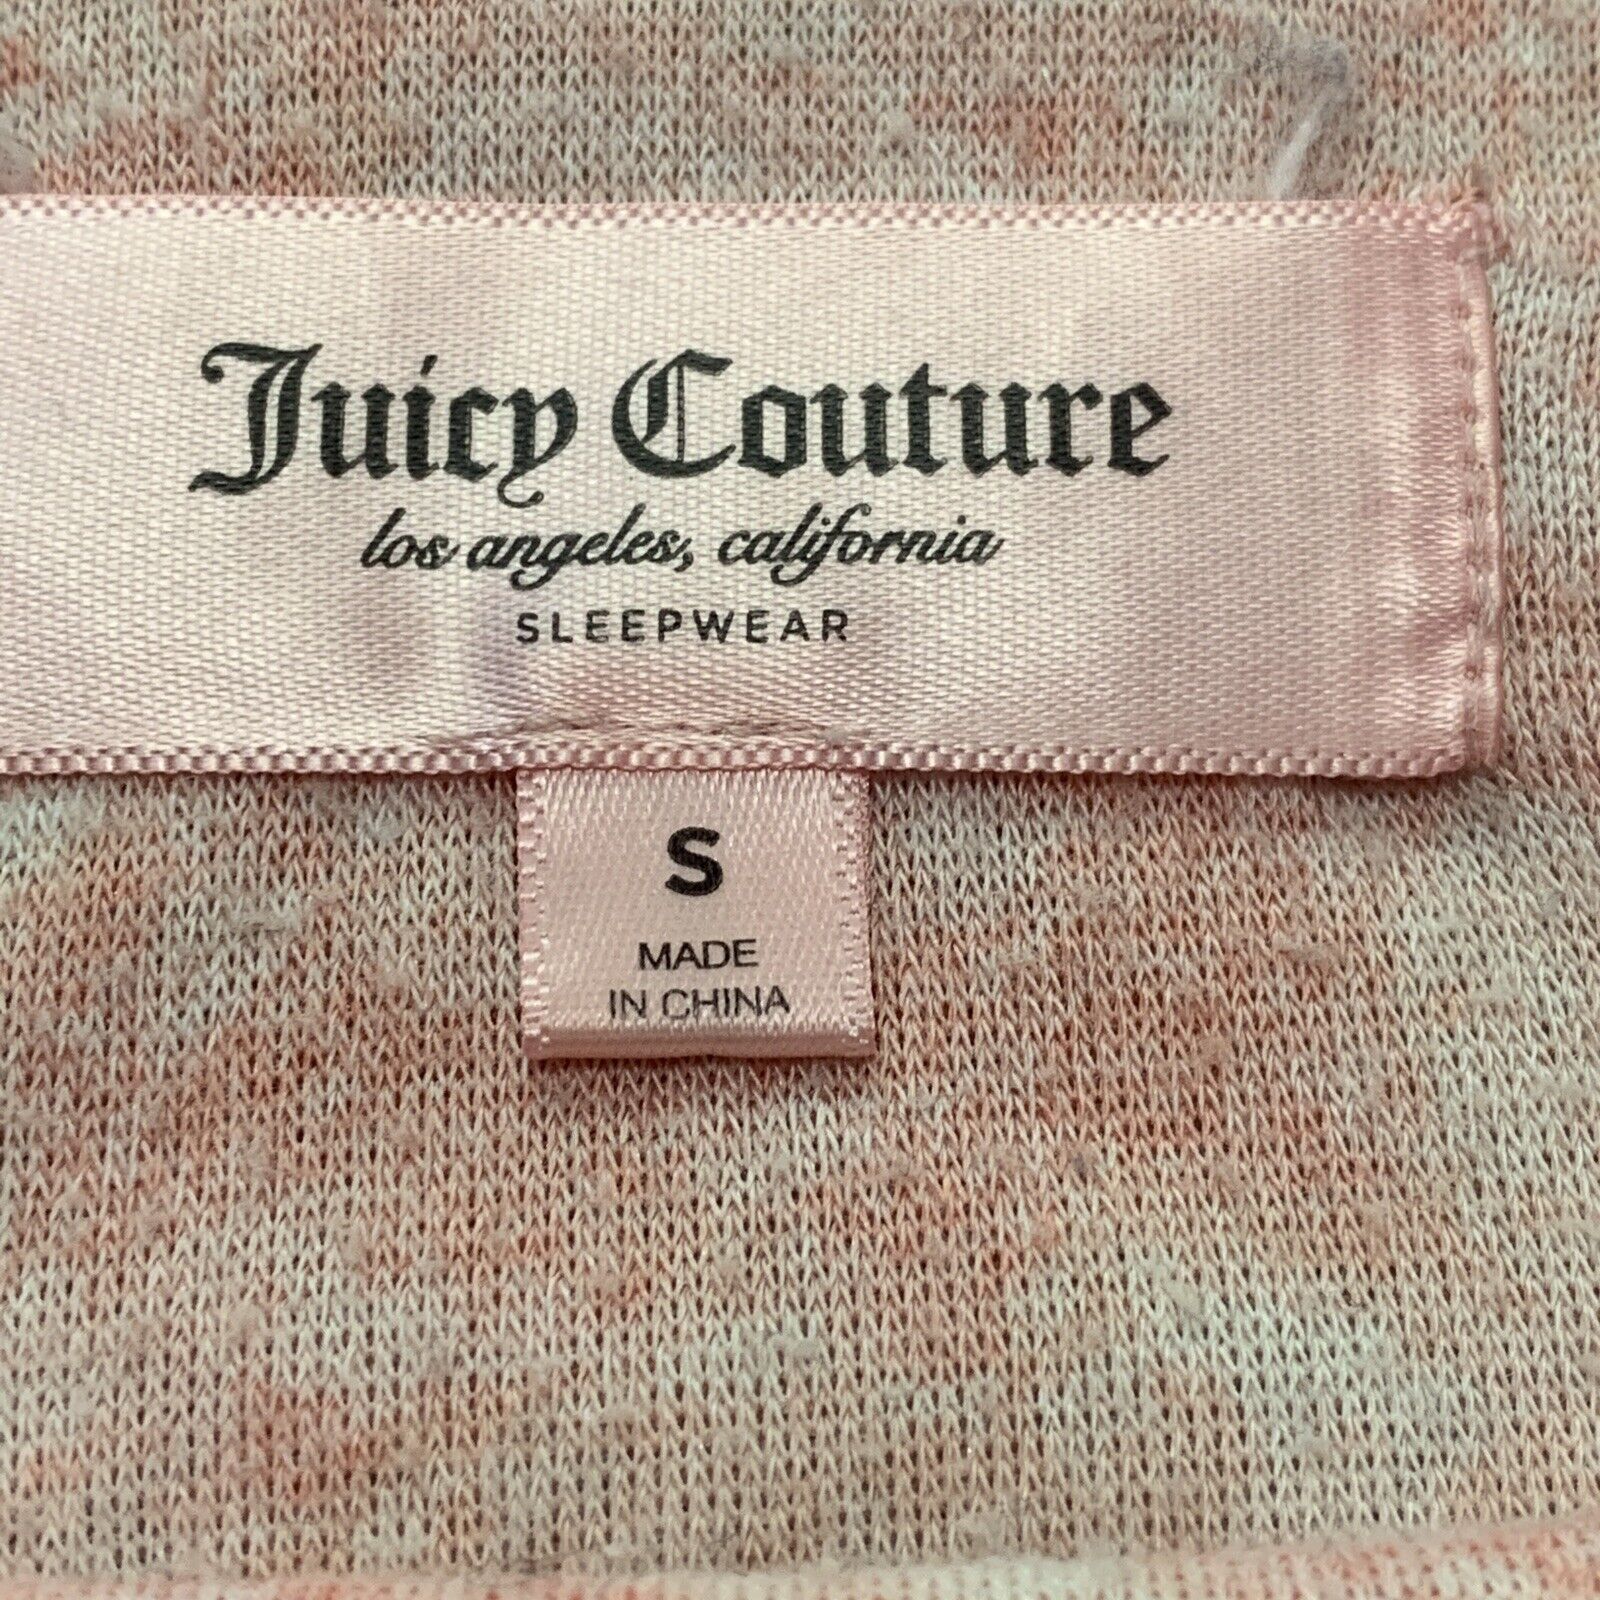 Juicy Couture
los angeles, california
SLEEPWEAR
S
MADE
IN CHINA